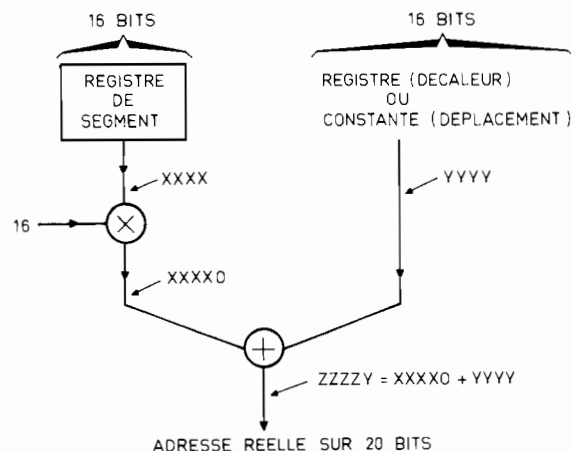 16 BITS
16 BITS
REGISTRE
DE
SEGMENT
REGISTRE (DECALEUR)
OU
CONSTANTE (DEPLACEMENT)
XXXX
YYYY
16
×
XXXX0
+
ZZZZY = XXXX0 + YYYY
ADRESSE REELLE SUR 20 BITS